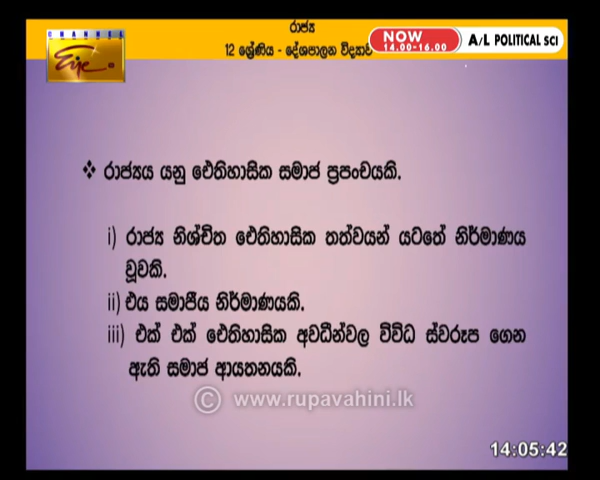 රාජ්‍ය
12 ශ්‍රේණිය - දේශපාලන
NOW
14.00-16.00
A/L POLITICAL SCI
CHANNEL
Eye
❖ රාජ්‍යය යනු ඓතිහාසික සමාජ ප්‍රපංචයකි.
i) රාජ්‍ය නිශ්චිත ඓතිහාසික තත්වයන් යටතේ නිර්මාණය
වූවකි.
ii) එය සමාජීය නිර්මාණයකි.
iii) එක් එක් ඓතිහාසික අවධීන්වල විවිධ ස්වරූප ගෙන
ඇති සමාජ ආයතනයකි.
© www.rupavahini.lk
14:05:42